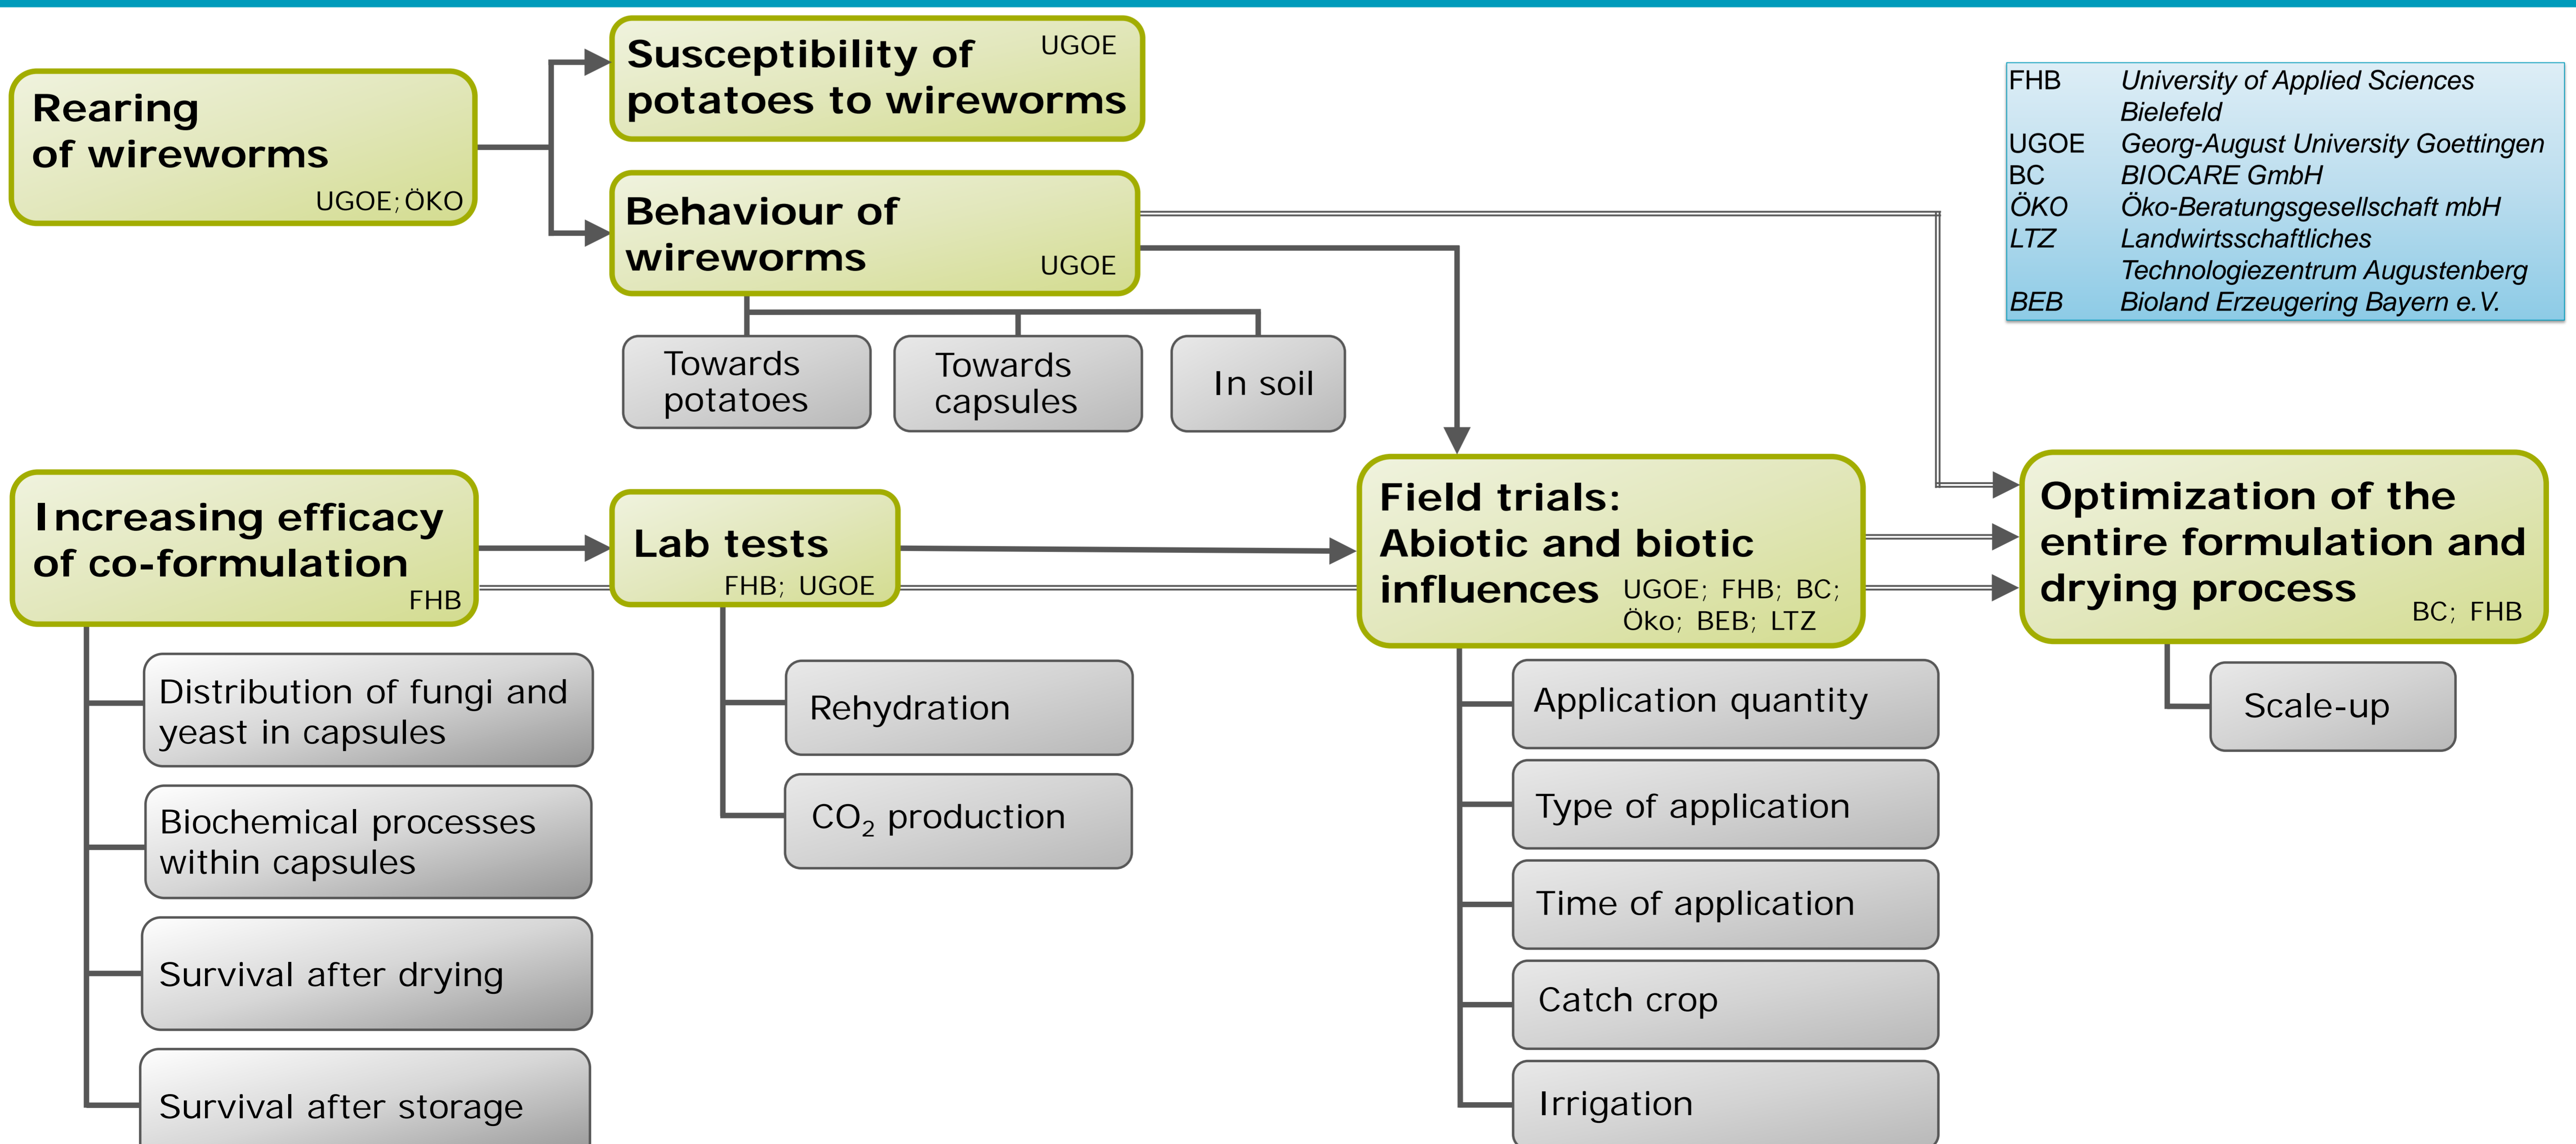 Rearing
of wireworms
UGOE; ÖKO
Susceptibility of
potatoes to wireworms
UGOE
Behaviour of
wireworms
UGOE
Towards
potatoes
Towards
capsules
In soil
FHB University of Applied Sciences
Bielefeld
UGOE Georg-August University Goettingen
BC BIOCARE GmbH
ÖKO Öko-Beratungsgesellschaft mbH
LTZ Landwirtsschaftliches
Technologiezentrum Augustenberg
BEB Bioland Erzeugering Bayern e.V.
Increasing efficacy
of co-formulation
FHB
Distribution of fungi and
yeast in capsules
Biochemical processes
within capsules
Survival after drying
Survival after storage
Lab tests
FHB; UGOE
Rehydration
CO₂ production
Field trials:
Abiotic and biotic
influences UGOE; FHB; BC;
Öko; BEB; LTZ
Application quantity
Type of application
Time of application
Catch crop
Irrigation
Optimization of the
entire formulation and
drying process
BC; FHB
Scale-up